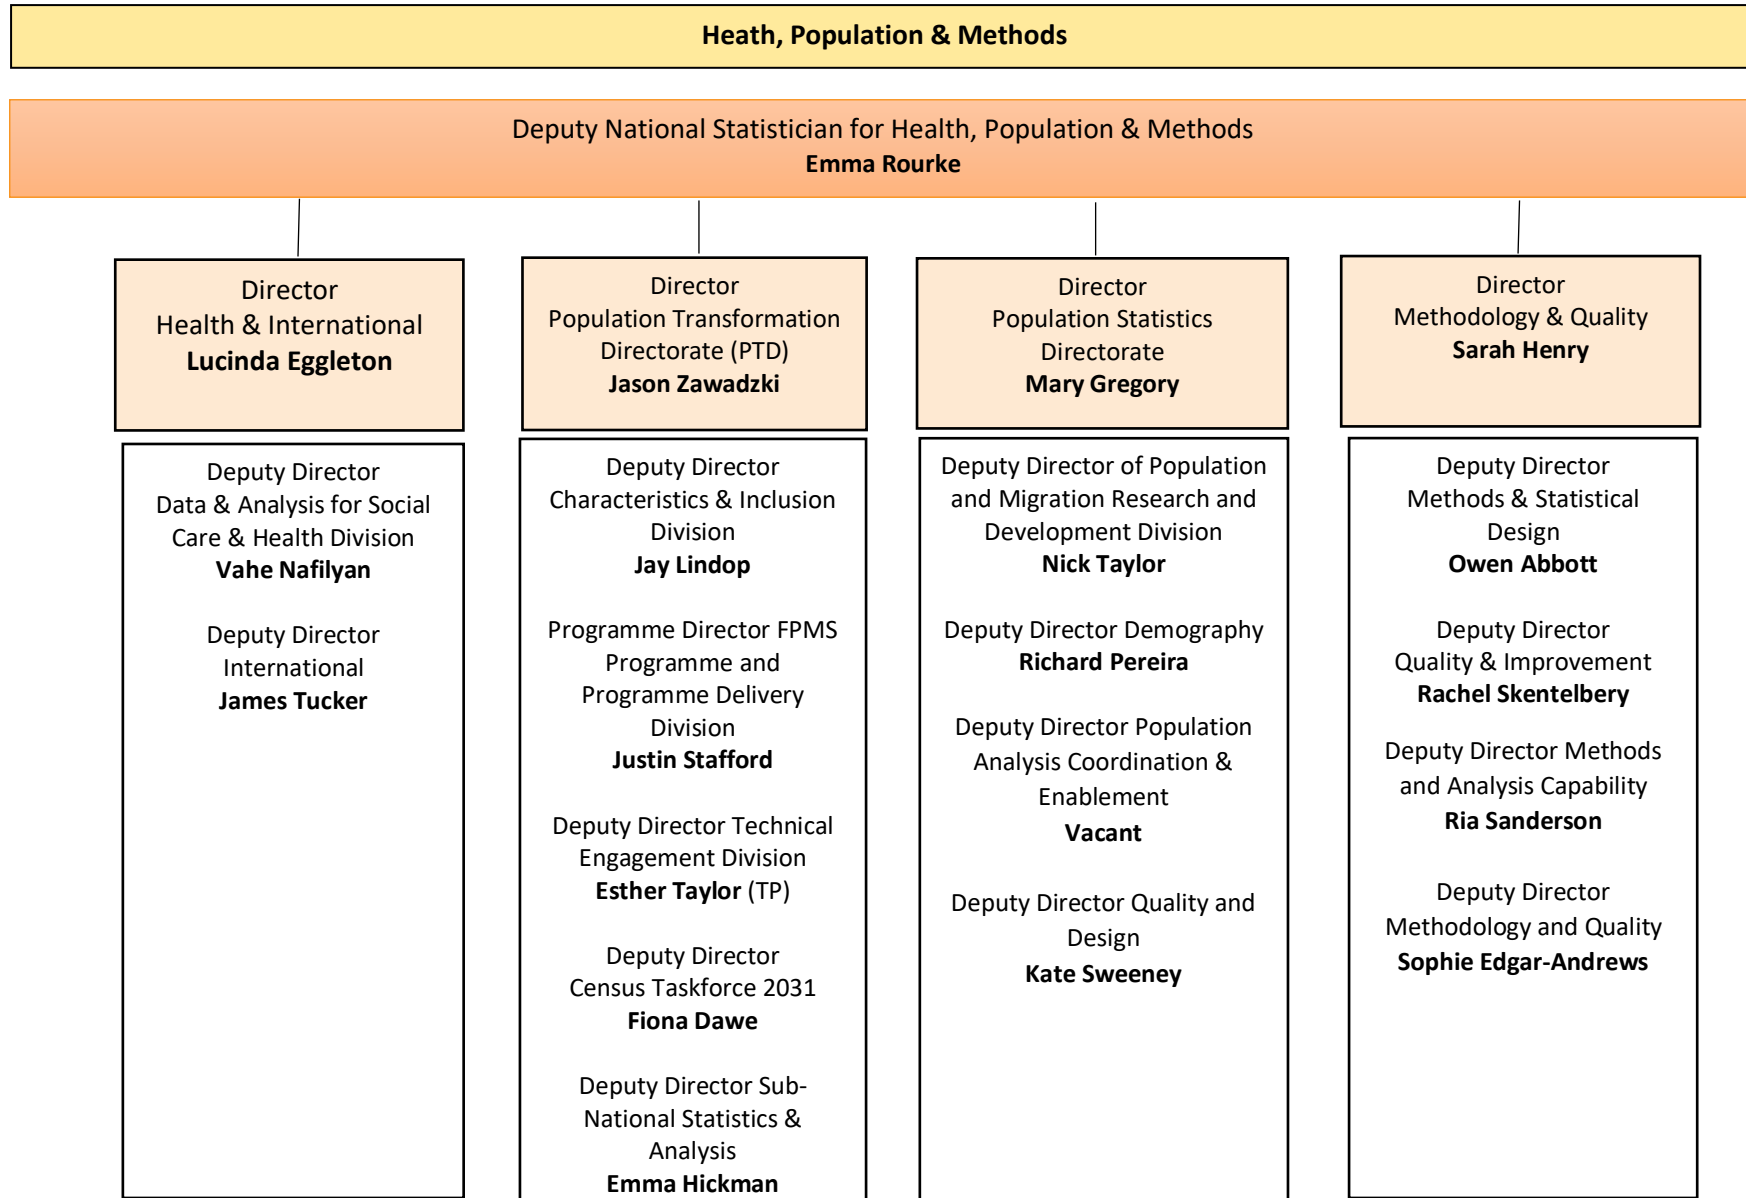 Heath, Population & Methods
Deputy National Statistician for Health, Population & Methods
Emma Rourke
Director
Health & International
Lucinda Eggleton
Director
Population Transformation
Directorate (PTD)
Jason Zawadzki
Director
Population Statistics
Directorate
Mary Gregory
Director
Methodology & Quality
Sarah Henry
Deputy Director
Data & Analysis for Social
Care & Health Division
Vahe Nafilyan
Deputy Director
International
James Tucker
Deputy Director
Characteristics & Inclusion
Division
Jay Lindop
Programme Director FPMS
Programme and
Programme Delivery
Division
Justin Stafford
Deputy Director Technical
Engagement Division
Esther Taylor (TP)
Deputy Director
Census Taskforce 2031
Fiona Dawe
Deputy Director Sub-
National Statistics &
Analysis
Emma Hickman
Deputy Director of Population
and Migration Research and
Development Division
Nick Taylor
Deputy Director Demography
Richard Pereira
Deputy Director Population
Analysis Coordination &
Enablement
Vacant
Deputy Director Quality and
Design
Kate Sweeney
Deputy Director
Methods & Statistical
Design
Owen Abbott
Deputy Director
Quality & Improvement
Rachel Skentelbery
Deputy Director Methods
and Analysis Capability
Ria Sanderson
Deputy Director
Methodology and Quality
Sophie Edgar-Andrews